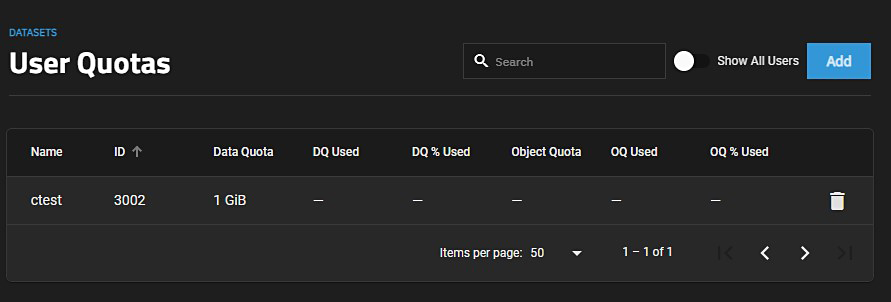 DATASETS
User Quotas
Search
Show All Users
Add
Name ID Data Quota DQ Used DQ % Used Object Quota OQ Used OQ % Used
ctest 3002 1 GiB — — — — —
Items per page: 50 1 – 1 of 1